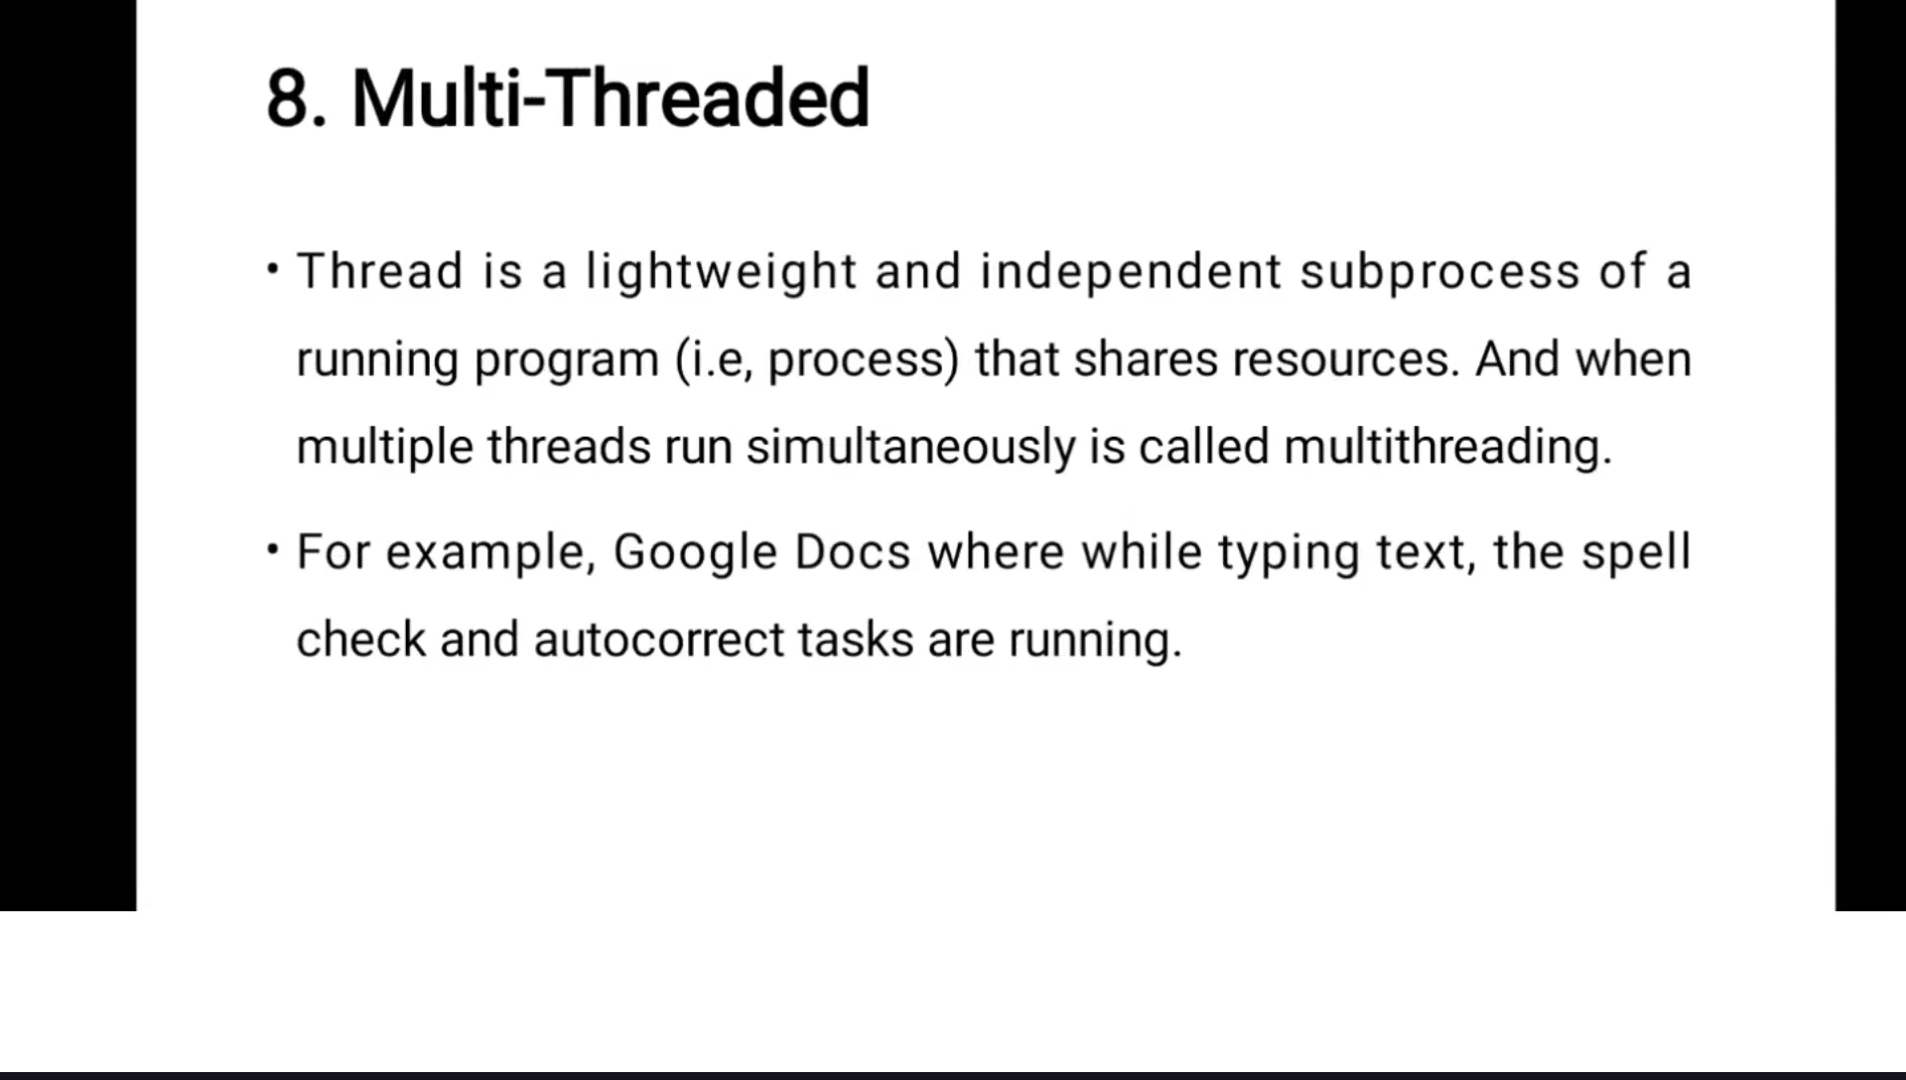 8. Multi-Threaded
• Thread is a lightweight and independent subprocess of a
running program (i.e, process) that shares resources. And when
multiple threads run simultaneously is called multithreading.
• For example, Google Docs where while typing text, the spell
check and autocorrect tasks are running.